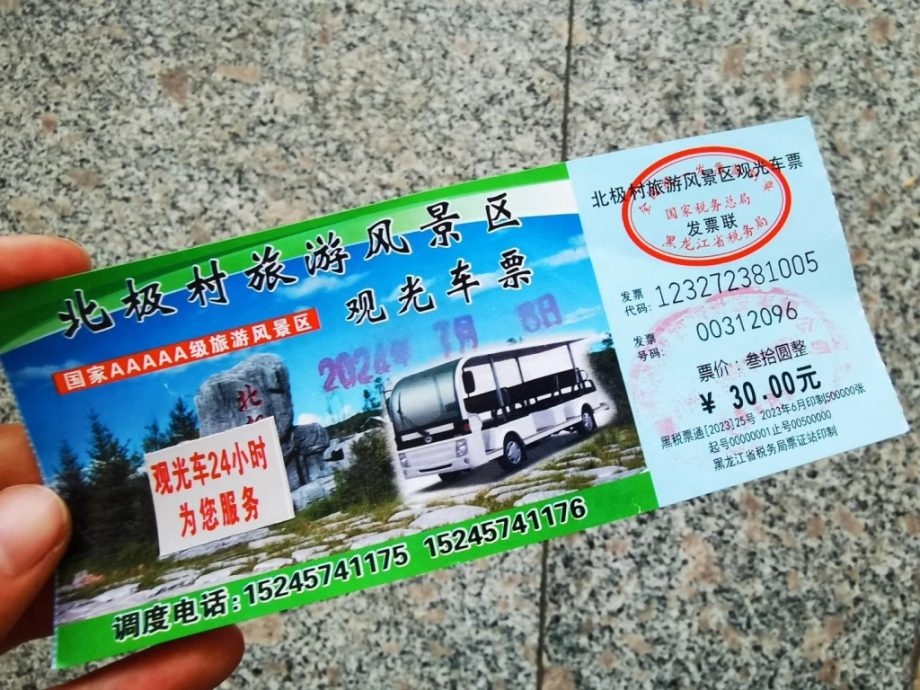 北极村旅游风景区
观光车票
国家AAAAA级旅游风景区
2024年 7月 8日
北
观光车24小时
为您服务
调度电话:15245741175 15245741176
北极村旅游风景区观光车票
国家税务总局
发票联
黑龙江省税务局
发票
代码: 123272381005
发票
号码: 00312096
票价: 叁拾圆整
¥ 30.00元
黑税票通[2023]25号 2023年6月印制500000张
起号00000001止号00500000
黑龙江省税务局票证站印制